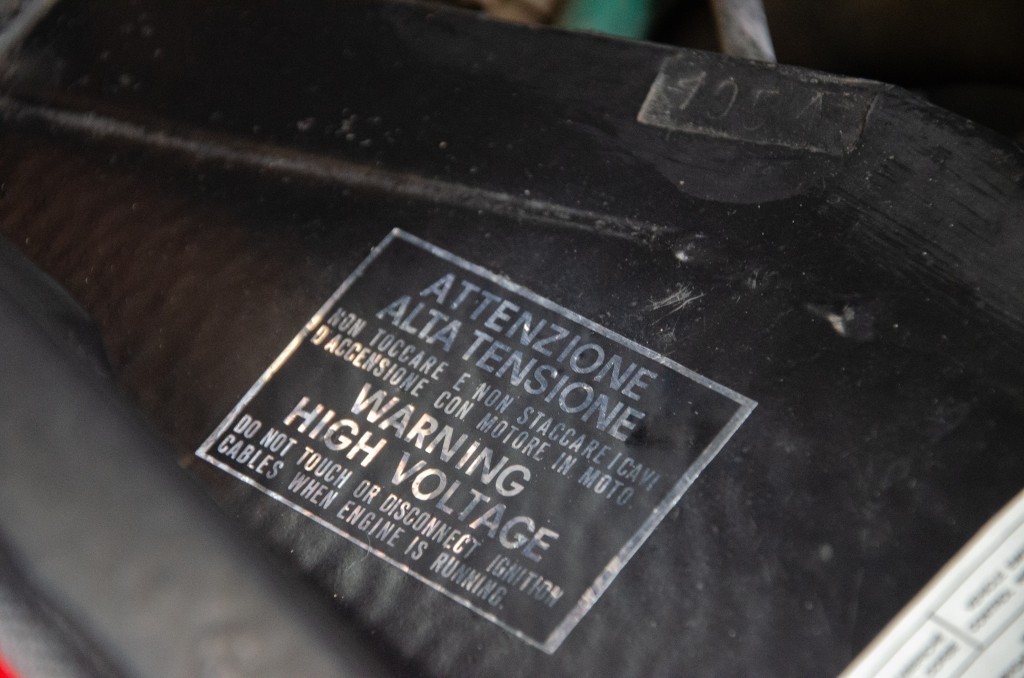 ATTENZIONE
ALTA TENSIONE
NON TOCCARE E NON STACCARE I CAVI
D'ACCENSIONE CON MOTORE IN MOTO.
WARNING
HIGH VOLTAGE
DO NOT TOUCH OR DISCONNECT IGNITION
CABLES WHEN ENGINE IS RUNNING.